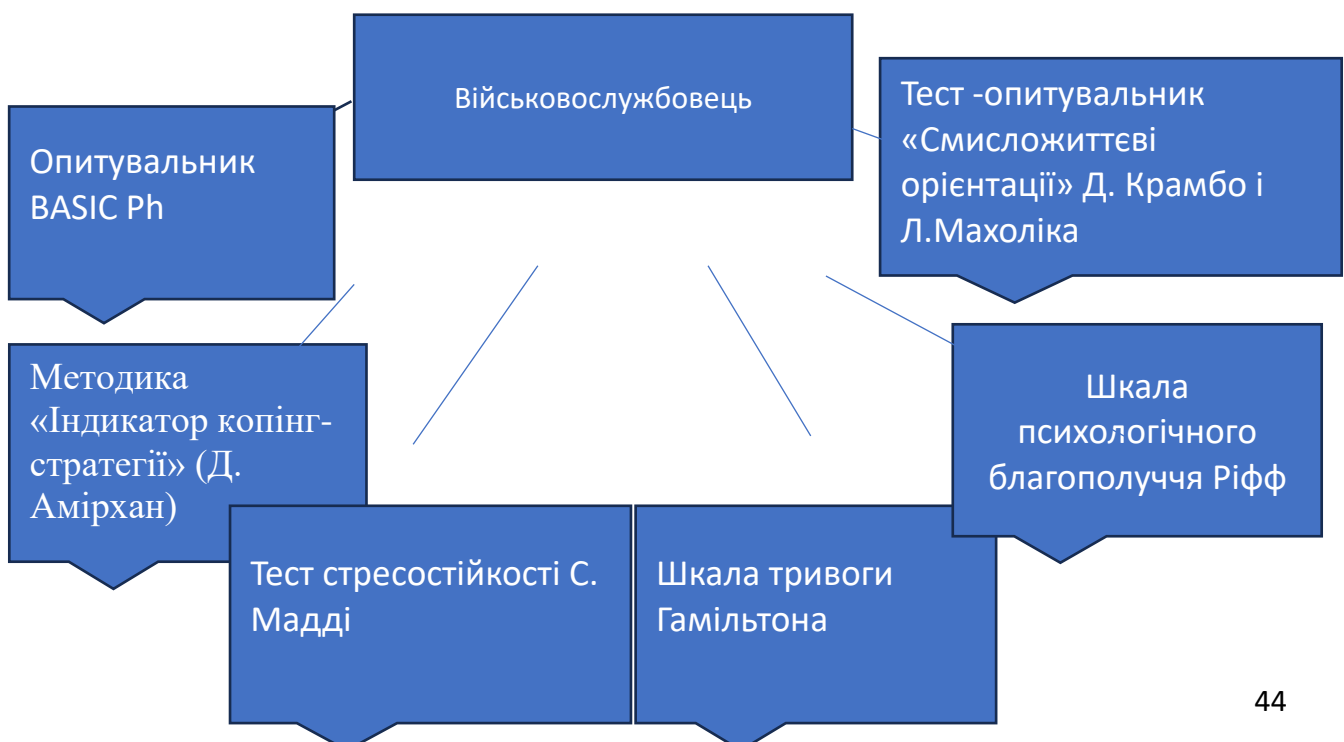 Військовослужбовець
Опитувальник
BASIC Ph
Тест -опитувальник
«Смисложиттєві
орієнтації» Д. Крамбо і
Л.Махоліка
Методика
«Індикатор копінг-
стратегії» (Д.
Амірхан)
Шкала
психологічного
благополуччя Ріфф
Тест стресостійкості С.
Мадді
Шкала тривоги
Гамільтона
44